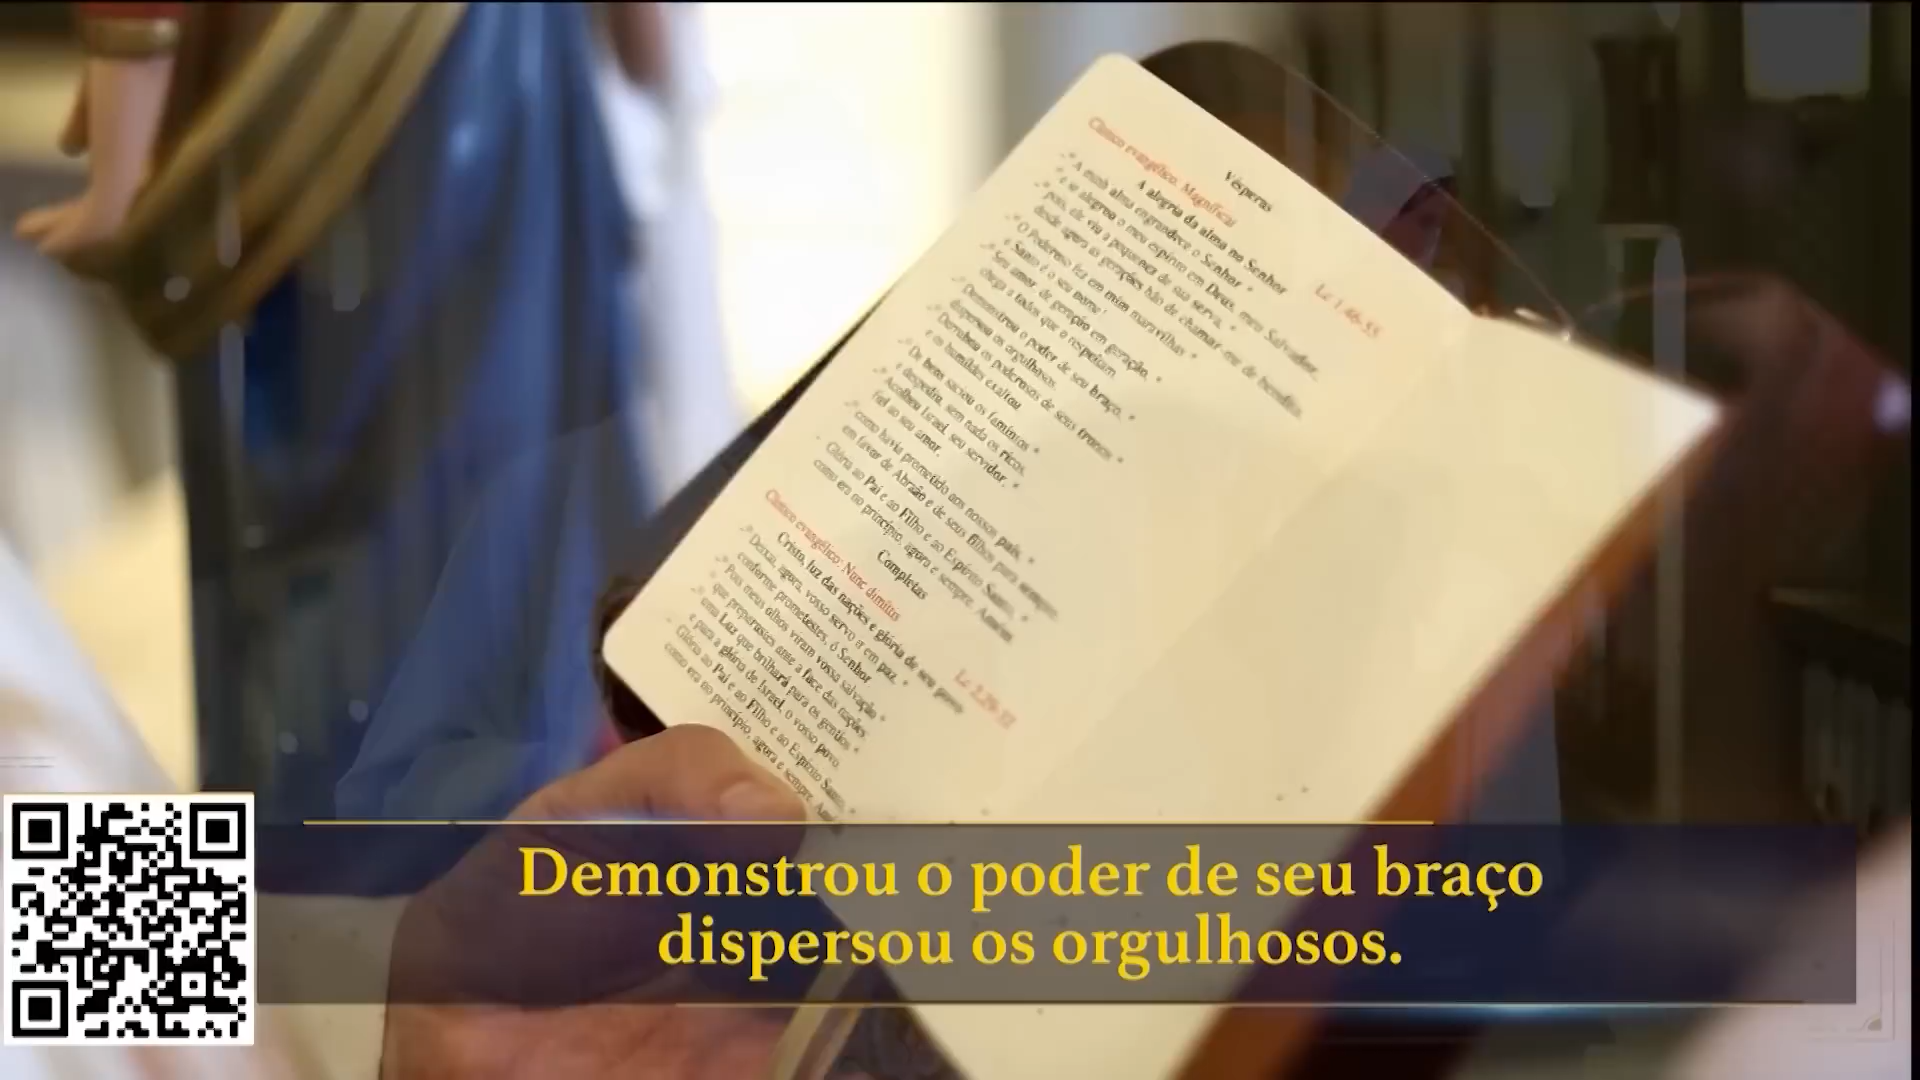 Vésperas
Cântico evangélico: Magnificat
Lc 1,46-55
A alegria da alma no Senhor
A minha alma engrandece o Senhor *
e se alegrou o meu espírito em Deus, meu Salvador,
pois, ele viu a pequenez de sua serva, *
desde agora as gerações hão de chamar-me de bendita.
O Poderoso fez em mim maravilhas *
e Santo é o seu nome!
Seu amor, de geração em geração, *
chega a todos que o respeitam.
Demonstrou o poder de seu braço, *
dispersou os orgulhosos.
Derrubou os poderosos de seus tronos *
e os humildes exaltou
De bens saciou os famintos *
e despediu, sem nada os ricos.
Acolheu Israel, seu servidor, *
fiel ao seu amor,
como havia prometido aos nossos pais, *
em favor de Abraão e de seus filhos para sempre.
Glória ao Pai e ao Filho e ao Espírito Santo, *
como era no princípio, agora e sempre. Amém.
Completas
Cântico evangélico: Nunc dimittis
Lc 2,29-32
Cristo, luz das nações e glória de seu povo
Deixai, agora, vosso servo ir em paz, *
conforme prometestes, ó Senhor.
Pois meus olhos viram vossa salvação *
que preparastes ante a face das nações:
uma Luz que brilhará para os gentios *
e para a glória de Israel, o vosso povo.
Glória ao Pai e ao Filho e ao Espírito Santo, *
como era no princípio, agora e sempre.
Demonstrou o poder de seu braço
dispersou os orgulhosos.